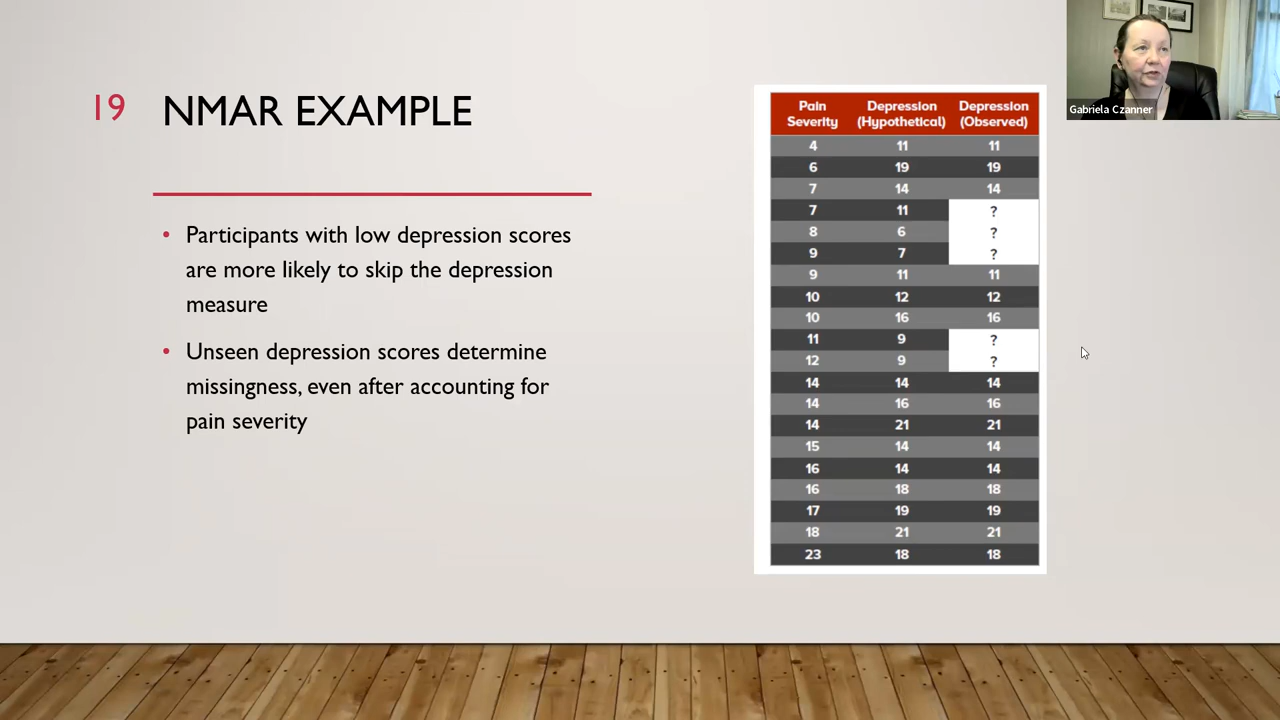 19 NMAR EXAMPLE
• Participants with low depression scores
are more likely to skip the depression
measure
• Unseen depression scores determine
missingness, even after accounting for
pain severity
Pain Severity Depression (Hypothetical) Depression (Observed)
4 11 11
6 19 19
7 14 14
7 11 ?
8 6 ?
9 7 ?
9 11 11
10 12 12
10 16 16
11 9 ?
12 9 ?
14 14 14
14 16 16
14 21 21
15 14 14
16 14 14
16 18 18
17 19 19
18 21 21
23 18 18
Gabriela Czanner